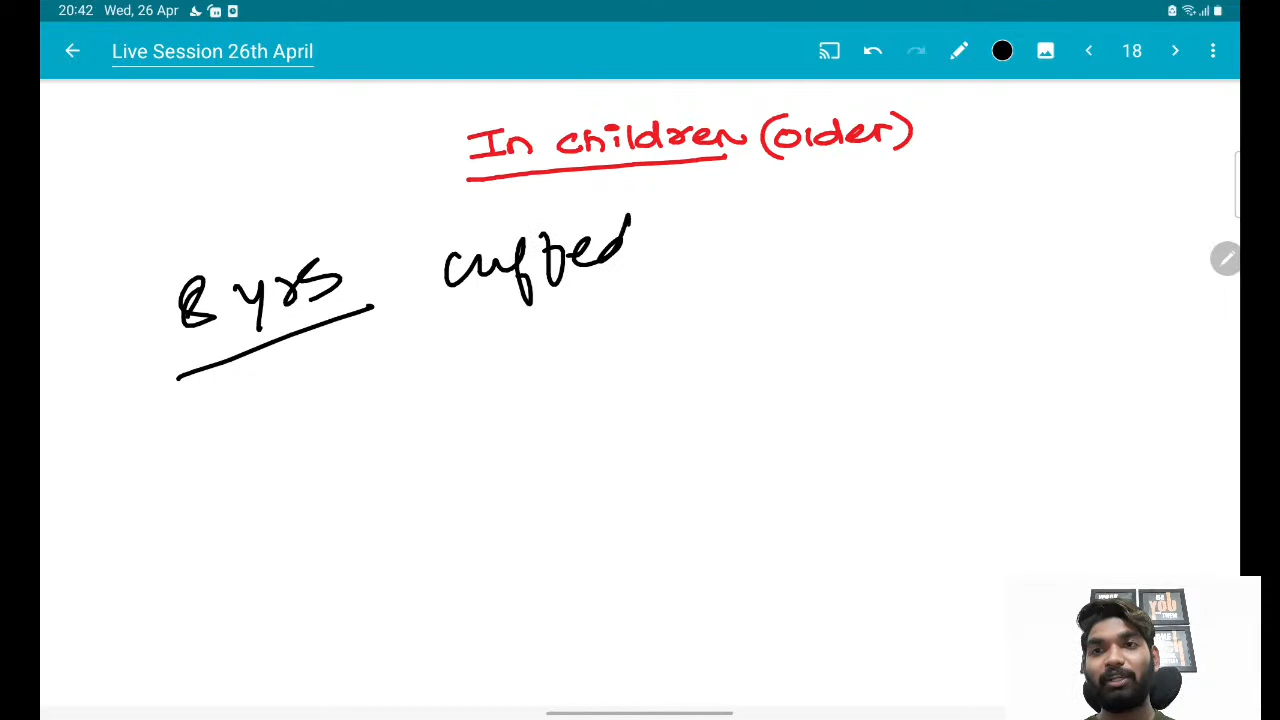 20:42 Wed, 26 Apr
Live Session 26th April
18
In children (older)
8 yrs cuffed